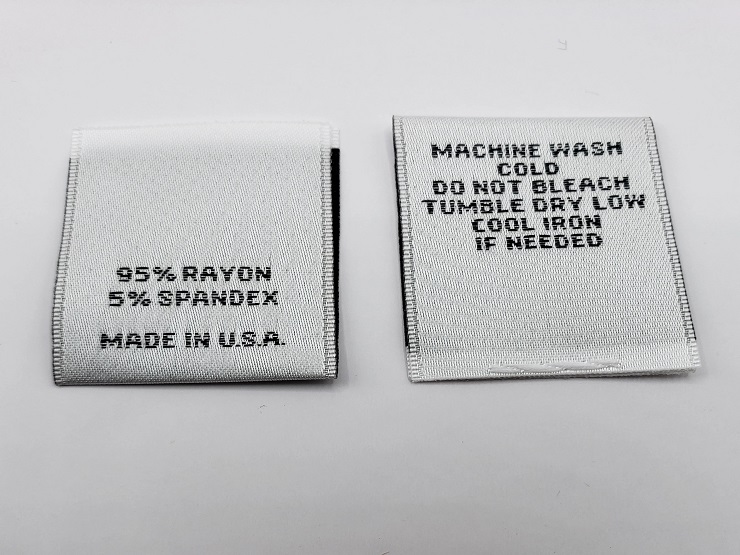 95% RAYON
5% SPANDEX
MADE IN U.S.A.
MACHINE WASH
COLD
DO NOT BLEACH
TUMBLE DRY LOW
COOL IRON
IF NEEDED